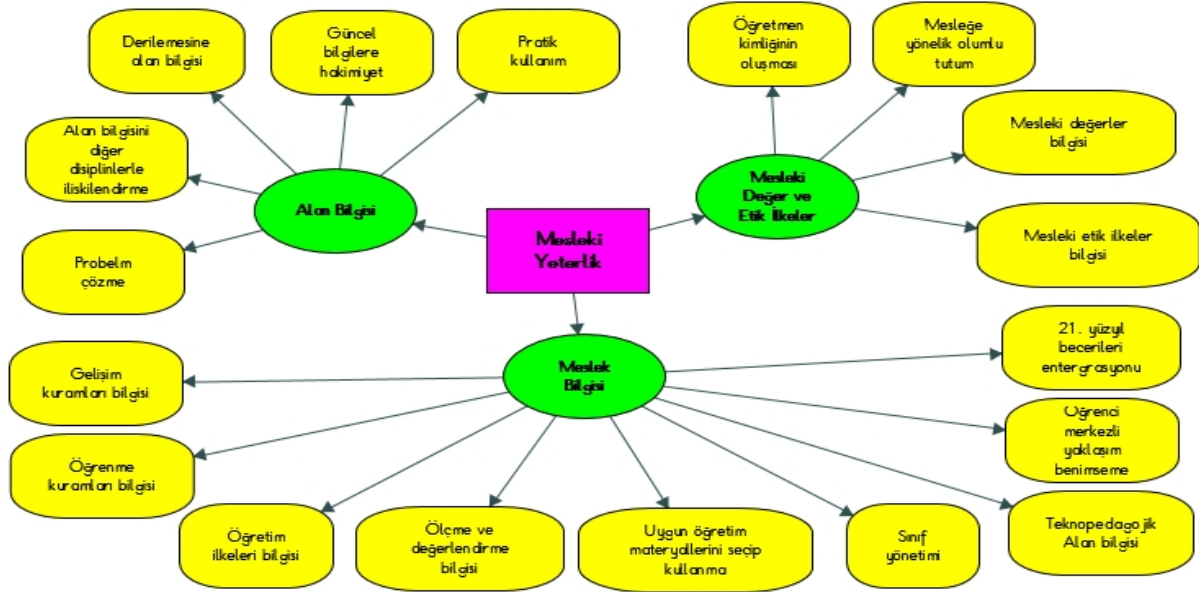 Derilemesine
alan bilgisi
Güncel
bilgilere
hakimiyet
Pratik
kullanım
Öğretmen
kimliğinin
oluşması
Mesleğe
yönelik olumlu
tutum
Alan bilgisini
diğer
disiplinlerle
iliskilendirme
Mesleki değerler
bilgisi
Alan Bilgisi
Mesleki
Değer ve
Etik İlkeler
Mesleki
Yeterlik
Probelm
çözme
Mesleki etik ilkeler
bilgisi
Meslek
Bilgisi
21. yüzyıl
becerileri
entergrasyonu
Gelişim
kuramları bilgisi
Öğrenci
merkezli
yaklaşım
benimseme
Öğrenme
kuramları bilgisi
Öğretim
ilkeleri bilgisi
Ölçme ve
değerlendirme
bilgisi
Uygun öğretim
materyallerini seçip
kullanma
Sınıf
yönetimi
Teknopedagojik
Alan bilgisi